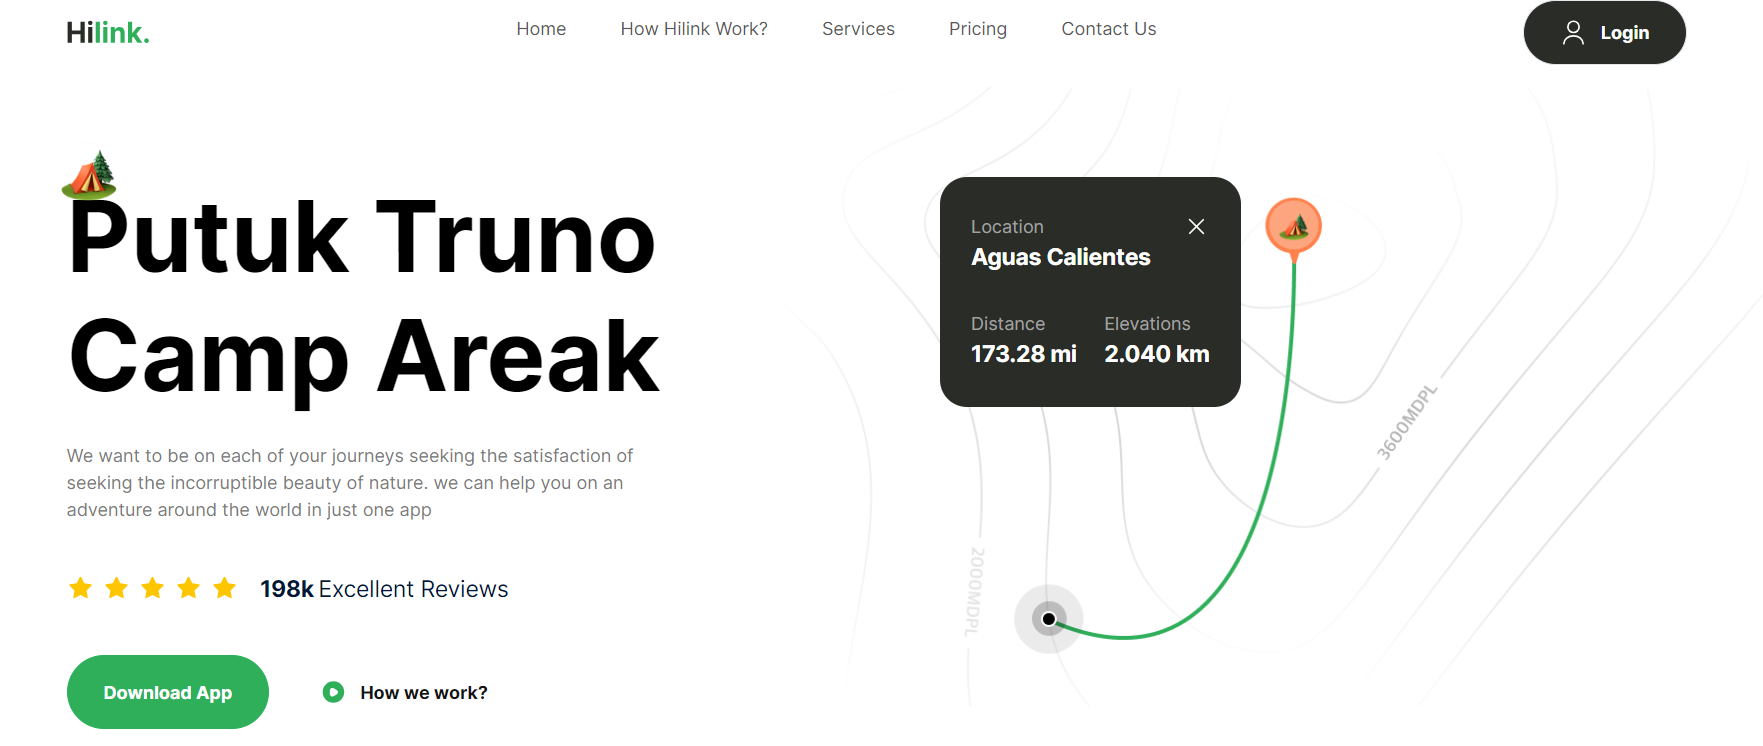 Hilink.
Home
How Hilink Work?
Services
Pricing
Contact Us
Login
Putuk Truno
Camp Areak
We want to be on each of your journeys seeking the satisfaction of
seeking the incorruptible beauty of nature. we can help you on an
adventure around the world in just one app
198k Excellent Reviews
Download App
How we work?
Location
Aguas Calientes
Distance
Elevations
173.28 mi
2.040 km
3600MDPL
2000MDPL